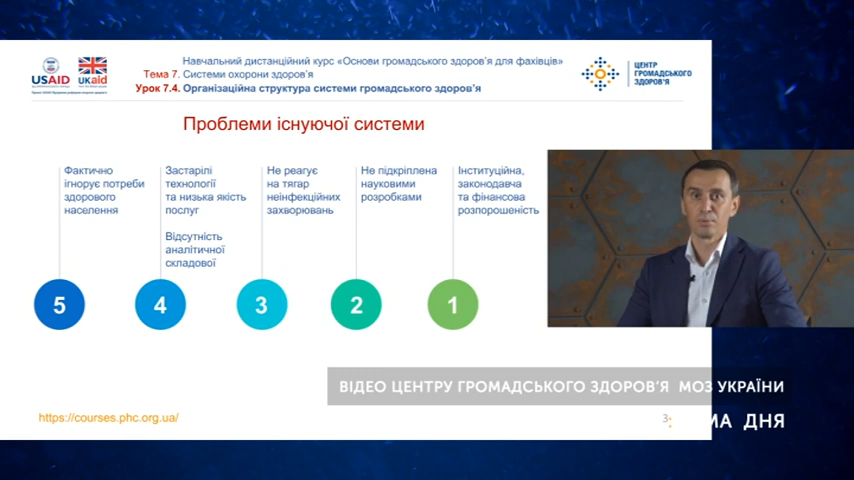 Навчальний дистанційний курс «Основи громадського здоров'я для фахівців»
Тема 7. Системи охорони здоров'я
Урок 7.4. Організаційна структура системи громадського здоров'я
USAID
UKaid
ЦЕНТР
ГРОМАДСЬКОГО
ЗДОРОВ'Я
Проблеми існуючої системи
Фактично
ігнорує потреби
здорового
населення
Застарілі
технології
та низька якість
послуг
Відсутність
аналітичної
складової
Не реагує
на тягар
неінфекційних
захворювань
Не підкріплена
науковими
розробками
Інституційна,
законодавча
та фінансова
розпорошеність
5
4
3
2
1
ВІДЕО ЦЕНТРУ ГРОМАДСЬКОГО ЗДОРОВ'Я МОЗ УКРАЇНИ
https://courses.phc.org.ua/
3
МА ДНЯ